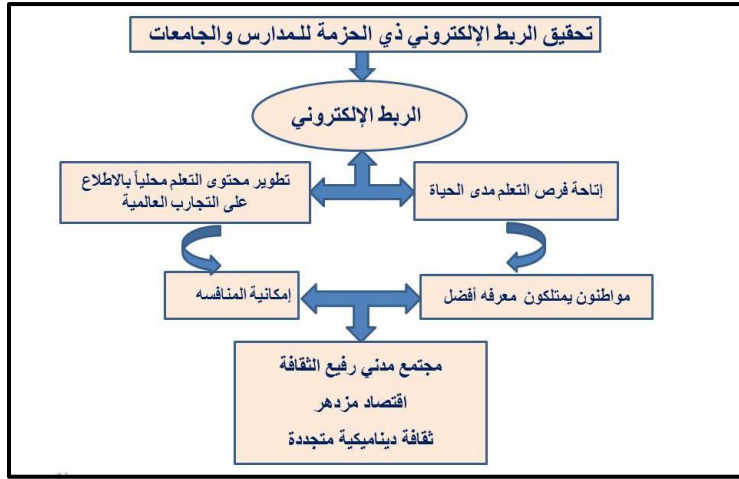 تحقيق الربط الإلكتروني ذي الحزمة للمدارس والجامعات
الربط الإلكتروني
إتاحة فرص التعلم مدى الحياة
تطوير محتوى التعلم محلياً بالاطلاع
على التجارب العالمية
مواطنون يمتلكون معرفه أفضل
إمكانية المنافسه
مجتمع مدني رفيع الثقافة
اقتصاد مزدهر
ثقافة ديناميكية متجددة